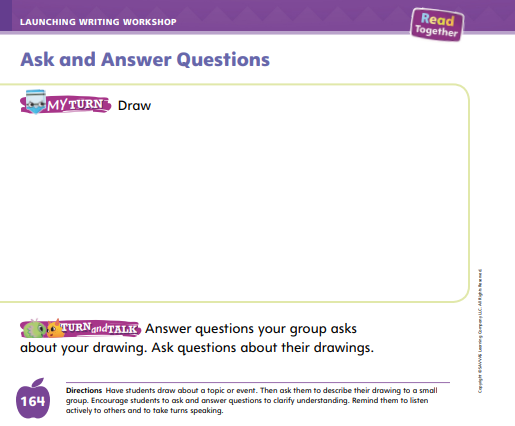 LAUNCHING WRITING WORKSHOP
Read
Together
Ask and Answer Questions
MY TURN Draw
TURN and TALK Answer questions your group asks
about your drawing. Ask questions about their drawings.
Copyright © SAVVAS Learning Company LLC. All Rights Reserved.
164
Directions Have students draw about a topic or event. Then ask them to describe their drawing to a small
group. Encourage students to ask and answer questions to clarify understanding. Remind them to listen
actively to others and to take turns speaking.